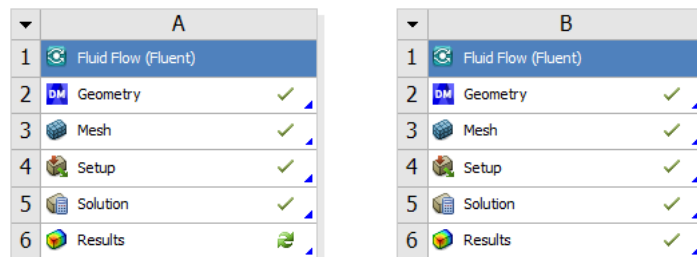 A
1 Fluid Flow (Fluent)
2 DM Geometry
3 Mesh
4 Setup
5 Solution
6 Results
B
1 Fluid Flow (Fluent)
2 DM Geometry
3 Mesh
4 Setup
5 Solution
6 Results